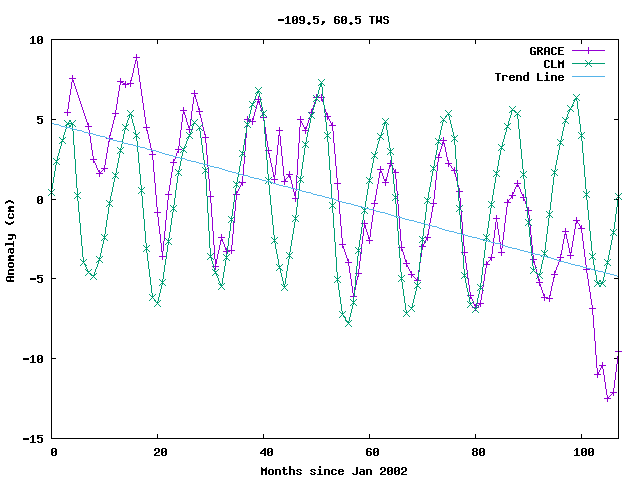 -109.5, 60.5 TWS
GRACE
CLM
Trend Line
10
5
0
-5
-10
-15
Anomaly (cm)
0 20 40 60 80 100
Months since Jan 2002